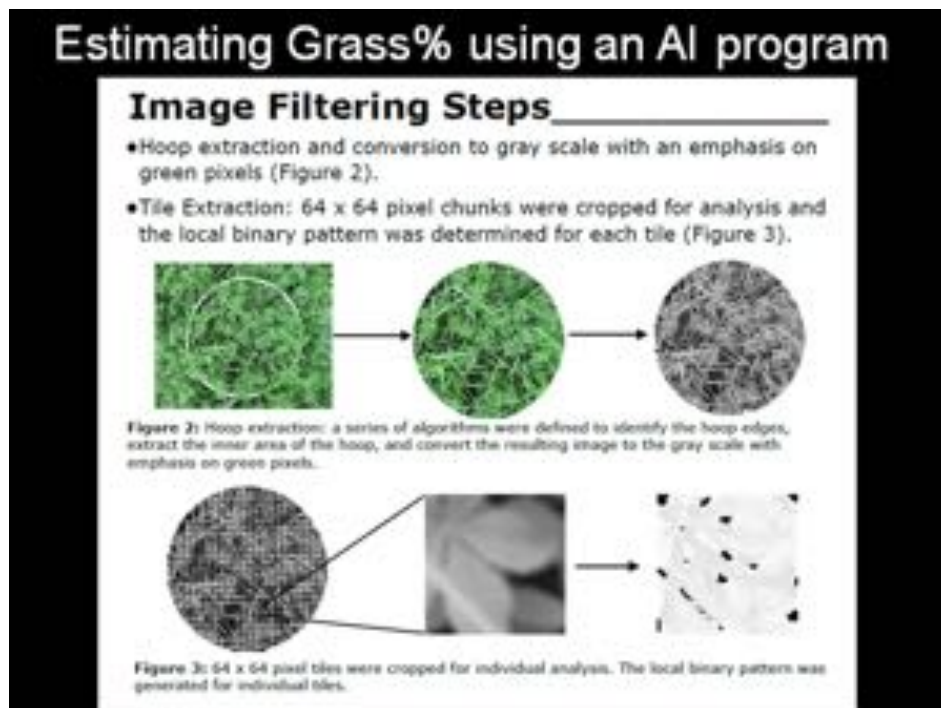 Estimating Grass% using an AI program
Image Filtering Steps
●Hoop extraction and conversion to gray scale with an emphasis on
green pixels (Figure 2).
●Tile Extraction: 64 x 64 pixel chunks were cropped for analysis and
the local binary pattern was determined for each tile (Figure 3).
Figure 2: Hoop extraction: a series of algorithms were defined to identify the hoop edges,
extract the inner area of the hoop, and convert the resulting image to the gray scale with
emphasis on green pixels.
Figure 3: 64 x 64 pixel tiles were cropped for individual analysis. The local binary pattern was
generated for individual tiles.